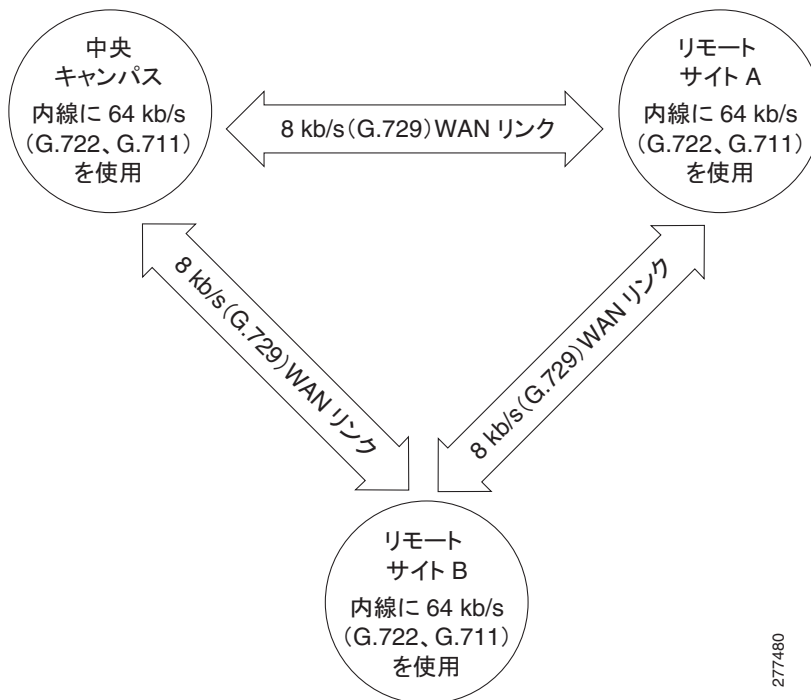 中央
キャンパス
内線に 64 kb/s
(G.722、G.711)
を使用
8 kb/s(G.729)WAN リンク
リモート
サイト A
内線に 64 kb/s
(G.722、G.711)
を使用
8 kb/s(G.729)WAN リンク
8 kb/s(G.729)WAN リンク
リモート
サイト B
内線に 64 kb/s
(G.722、G.711)
を使用
277480